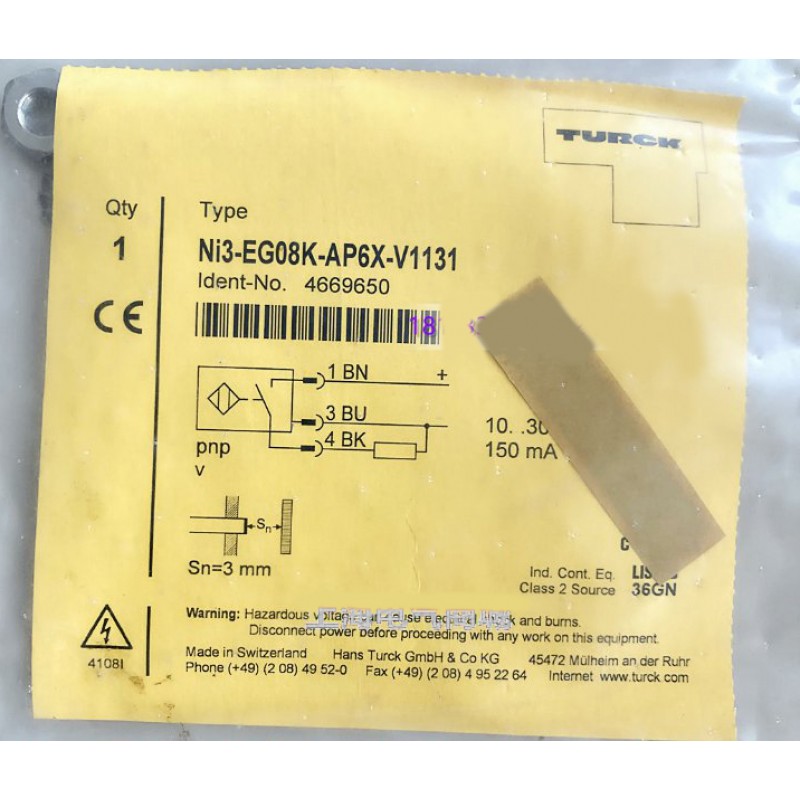 TURCK
Qty
Type
1
Ni3-EG08K-AP6X-V1131
Ident-No. 4669650
CE
18
1 BN +
3 BU
4 BK
10. .30
150 mA
pnp
v
Sn
Sn=3 mm
C
Ind. Cont. Eq.
Class 2 Source 36GN
Warning: Hazardous and burns.
Disconnect power before proceeding with any work on this equipment.
4108I
Made in Switzerland Hans Turck GmbH & Co KG 45472 Mülheim an der Ruhr
Phone (+49) (2 08) 49 52-0 Fax (+49) (2 08) 4 95 22 64 Internet www.turck.com